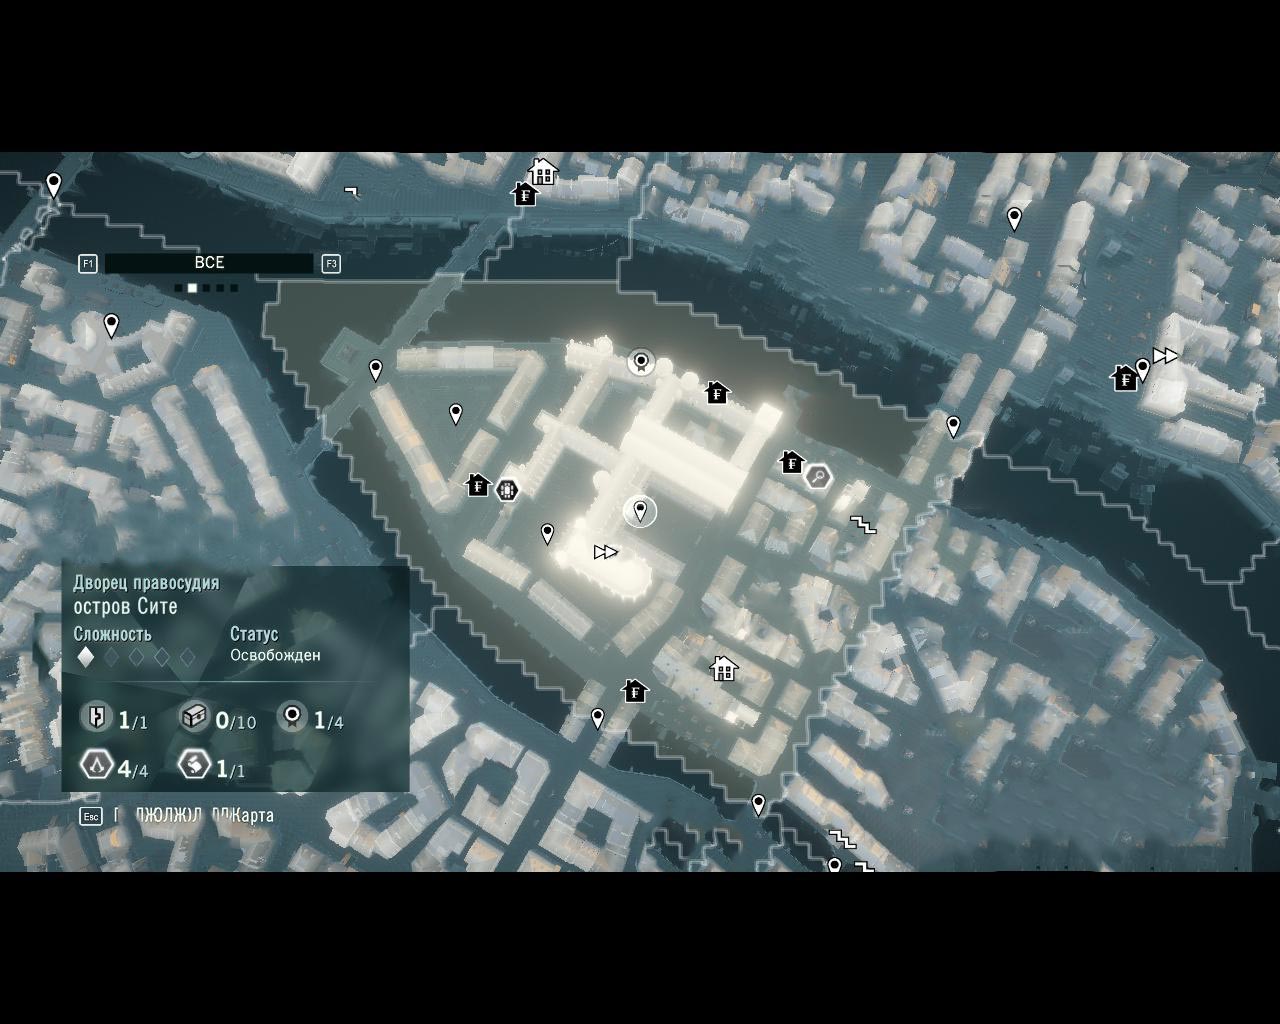 F1 ВСЕ F3
Дворец правосудия
остров Сите
Сложность Статус
Освобожден
1/1 0/10 1/4
4/4 1/1
Esc Карта